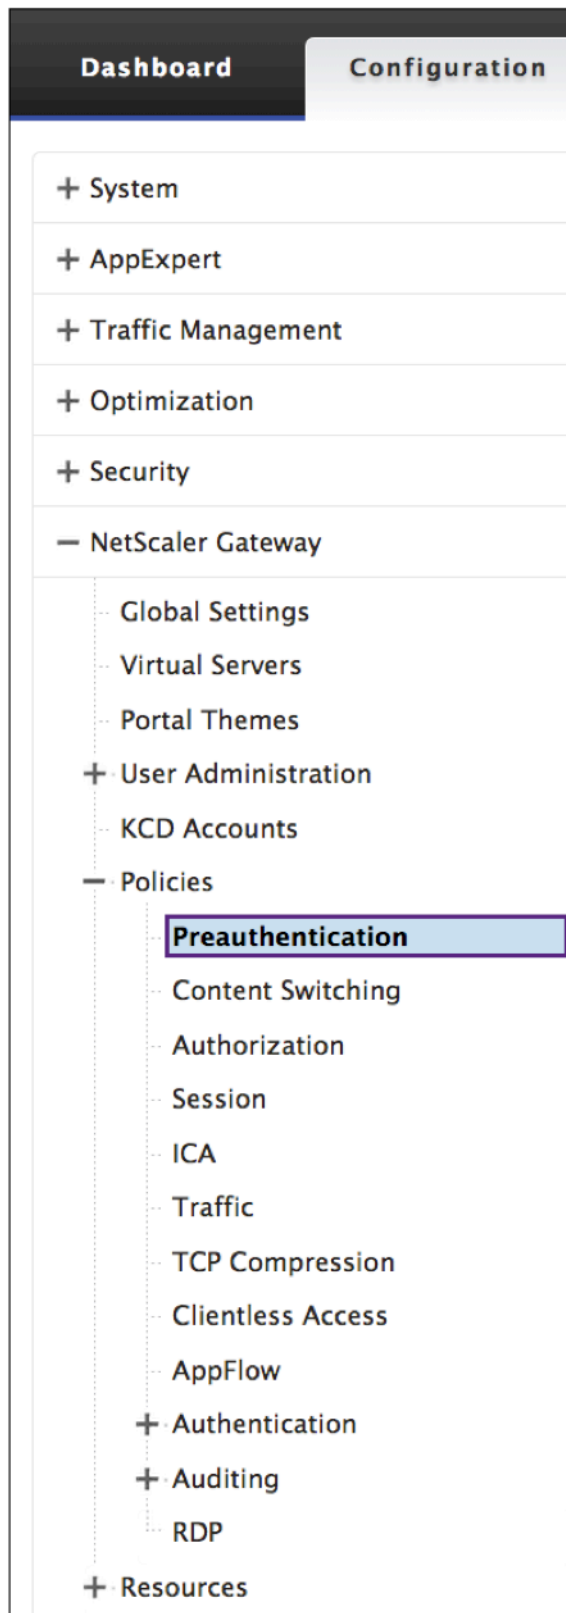 Dashboard Configuration
System
AppExpert
Traffic Management
Optimization
Security
NetScaler Gateway
Global Settings
Virtual Servers
Portal Themes
User Administration
KCD Accounts
Policies
Preauthentication
Content Switching
Authorization
Session
ICA
Traffic
TCP Compression
Clientless Access
AppFlow
Authentication
Auditing
RDP
Resources